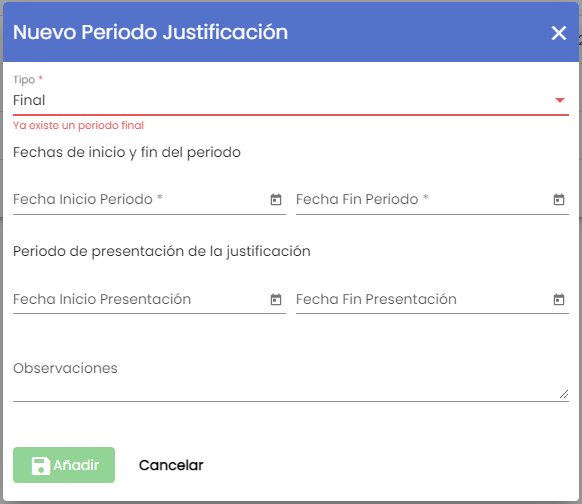 Nuevo Periodo Justificación
Tipo *
Final
Ya existe un periodo final
Fechas de inicio y fin del periodo
Fecha Inicio Periodo * Fecha Fin Periodo *
Periodo de presentación de la justificación
Fecha Inicio Presentación Fecha Fin Presentación
Observaciones
Añadir Cancelar